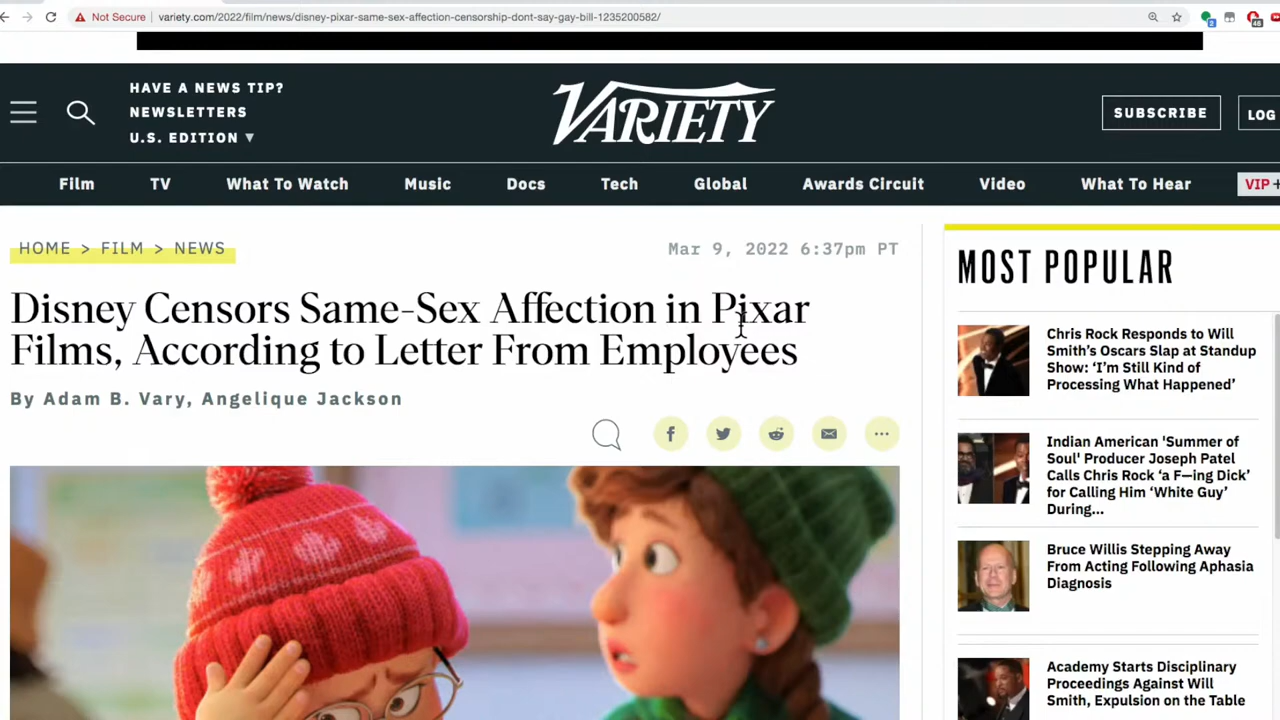 Not Secure variety.com/2022/film/news/disney-pixar-same-sex-affection-censorship-dont-say-gay-bill-1235200582/
HAVE A NEWS TIP?
NEWSLETTERS
U.S. EDITION ▼
VARIETY
SUBSCRIBE
LOG
Film TV What To Watch Music Docs Tech Global Awards Circuit Video What To Hear VIP+
HOME > FILM > NEWS
Mar 9, 2022 6:37pm PT
Disney Censors Same-Sex Affection in Pixar
Films, According to Letter From Employees
By Adam B. Vary, Angelique Jackson
MOST POPULAR
Chris Rock Responds to Will
Smith's Oscars Slap at Standup
Show: 'I'm Still Kind of
Processing What Happened'
Indian American 'Summer of
Soul' Producer Joseph Patel
Calls Chris Rock 'a F—ing Dick'
for Calling Him 'White Guy'
During...
Bruce Willis Stepping Away
From Acting Following Aphasia
Diagnosis
Academy Starts Disciplinary
Proceedings Against Will
Smith, Expulsion on the Table